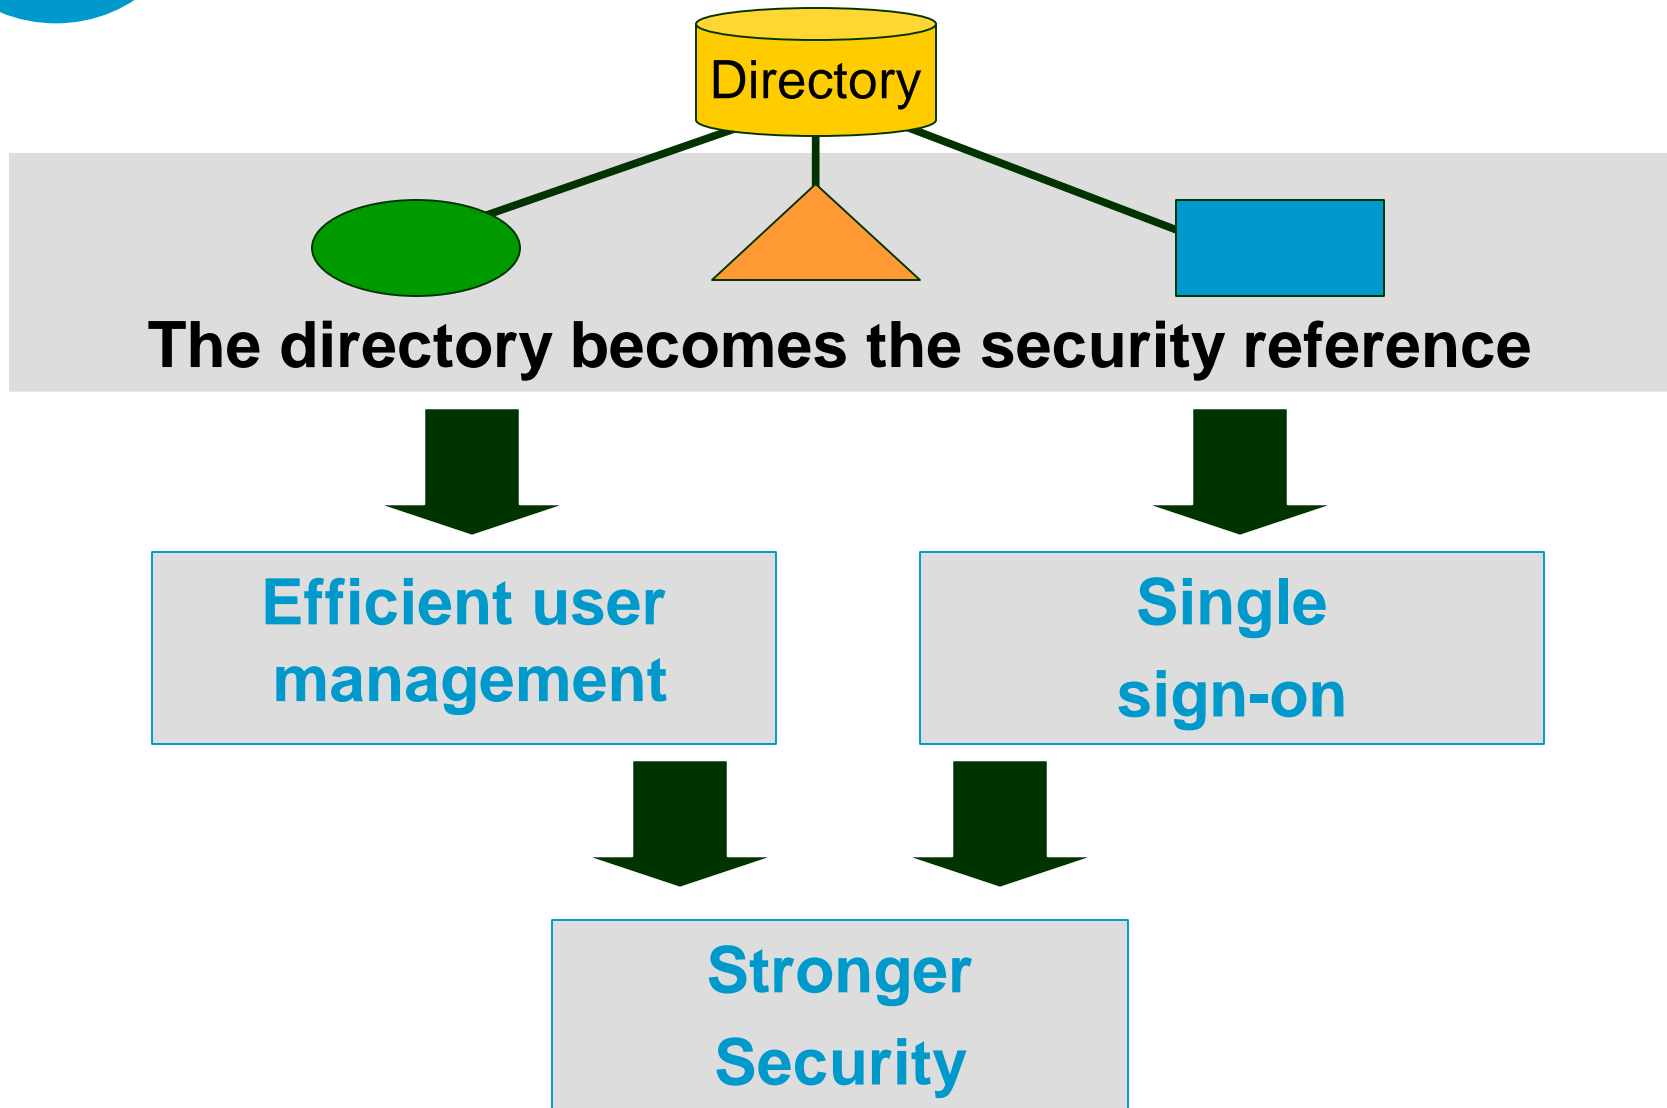 Directory
The directory becomes the security reference
Efficient user
management
Single
sign-on
Stronger
Security